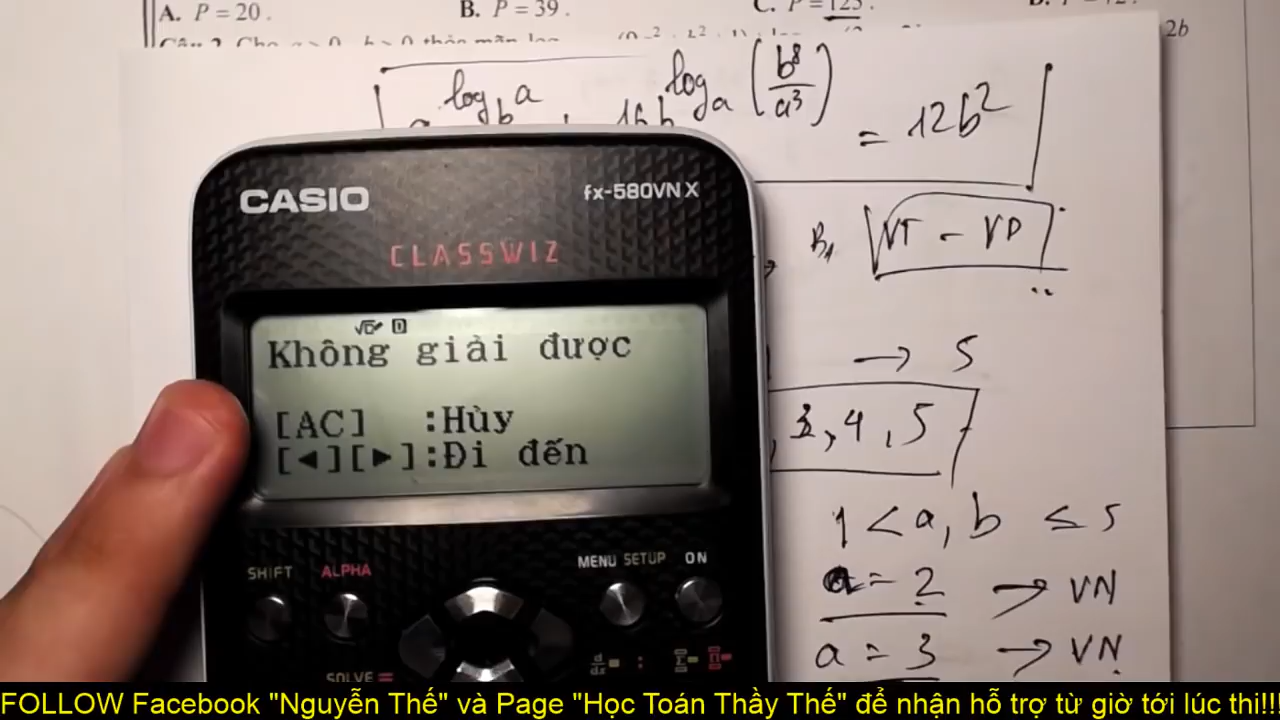 A. P = 20 .
B. P = 39 .
C. P = 125 .
2b
log_b a
log_a (b^8/a^3)
16b
= 12b^2
CASIO
fx-580VN X
CLASSWIZ
B1 VT - VP
Không giải được
[AC] :Hủy
[◄][►]:Đi đến
→ 5
, 3, 4, 5
1 < a, b ≤ 5
a = 2 → VN
a = 3 → VN
MENU SETUP ON
SHIFT ALPHA
SOLVE =
FOLLOW Facebook "Nguyễn Thế" và Page "Học Toán Thầy Thế" để nhận hỗ trợ từ giờ tới lúc thi!!!